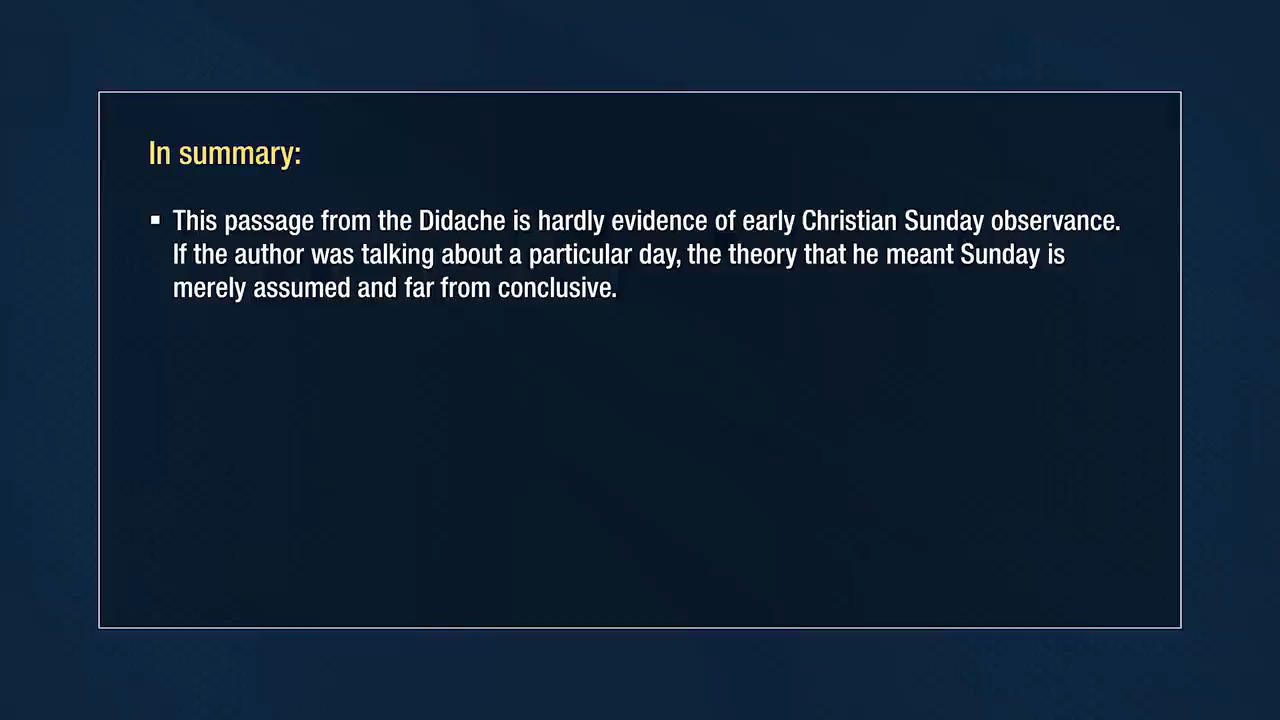 In summary:
▪ This passage from the Didache is hardly evidence of early Christian Sunday observance.
If the author was talking about a particular day, the theory that he meant Sunday is
merely assumed and far from conclusive.